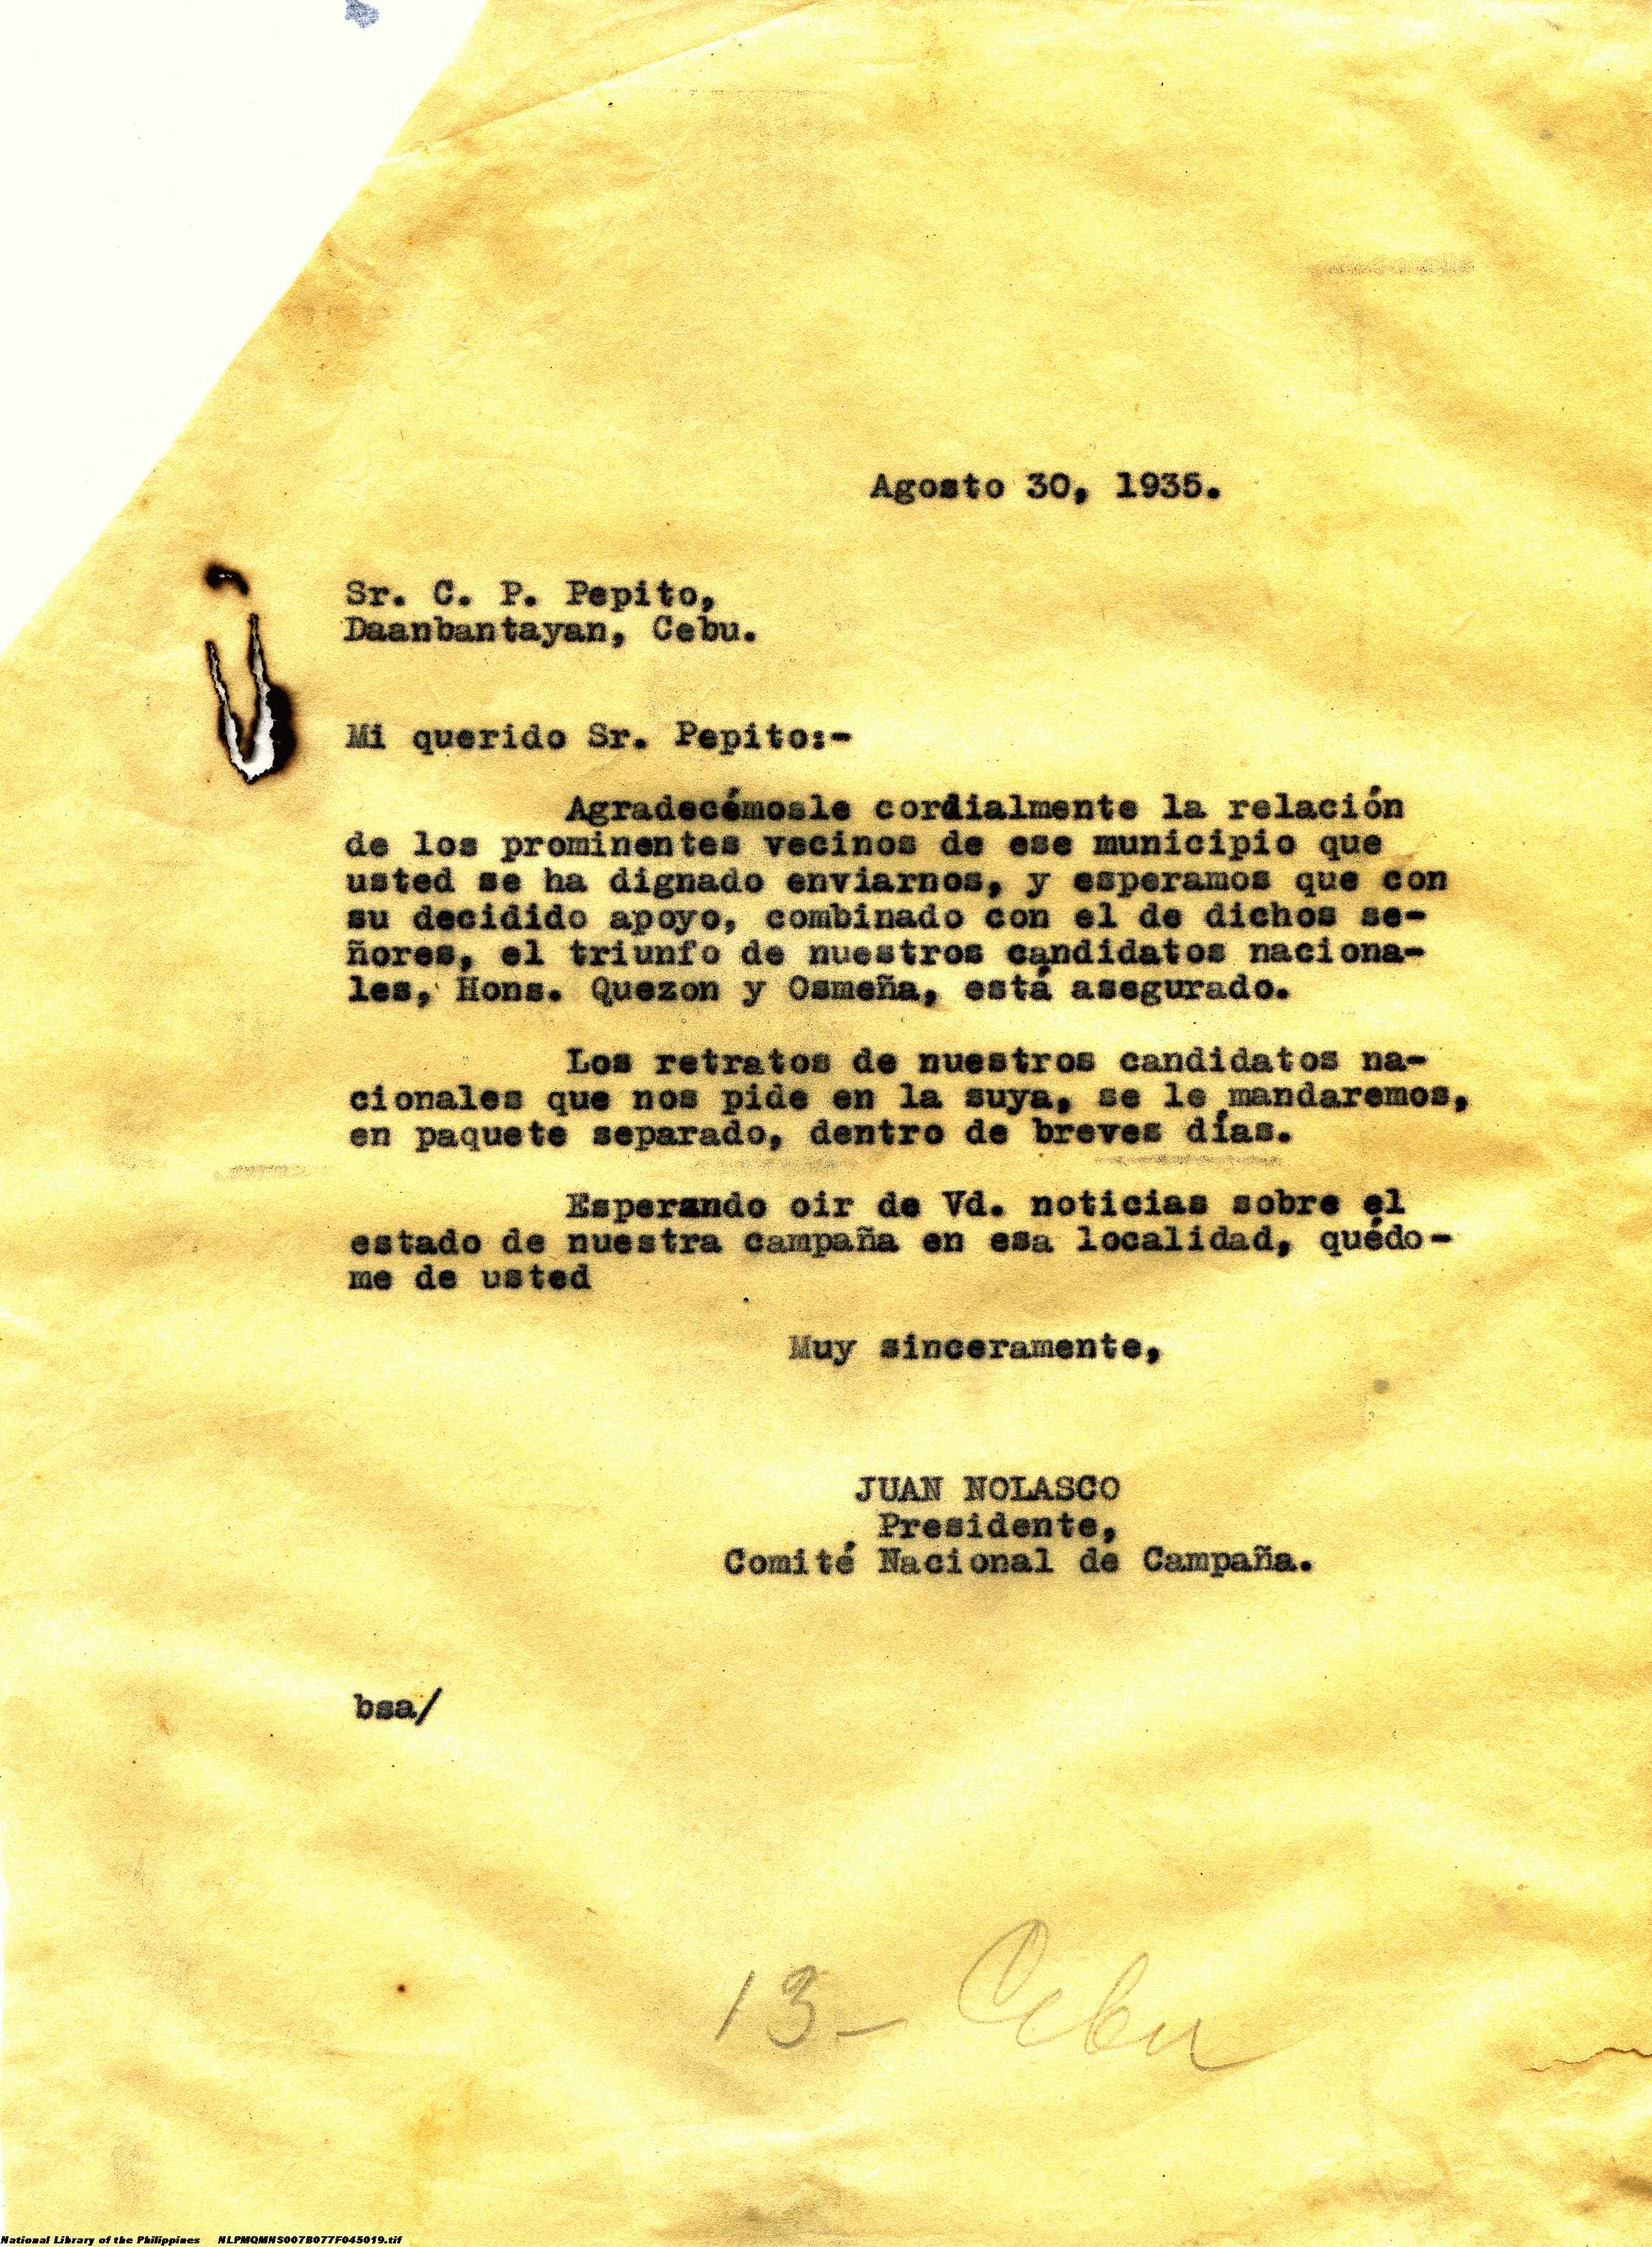 Agosto 30, 1935.
Sr. C. P. Pepito,
Daanbantayan, Cebu.
Mi querido Sr. Pepito:-
Agradecémosle cordialmente la relación
de los prominentes vecinos de ese municipio que
usted se ha dignado enviarnos, y esperamos que con
su decidido apoyo, combinado con el de dichos se-
ñores, el triunfo de nuestros candidatos naciona-
les, Hons. Quezon y Osmeña, está asegurado.
Los retratos de nuestros candidatos na-
cionales que nos pide en la suya, se le mandaremos,
en paquete separado, dentro de breves días.
Esperando oir de Vd. noticias sobre el
estado de nuestra campaña en esa localidad, quédo-
me de usted
Muy sinceramente,
JUAN NOLASCO
Presidente,
Comité Nacional de Campaña.
bsa/
13- Cebu
National Library of the Philippines NLPMQMNS007B077F045019.tif